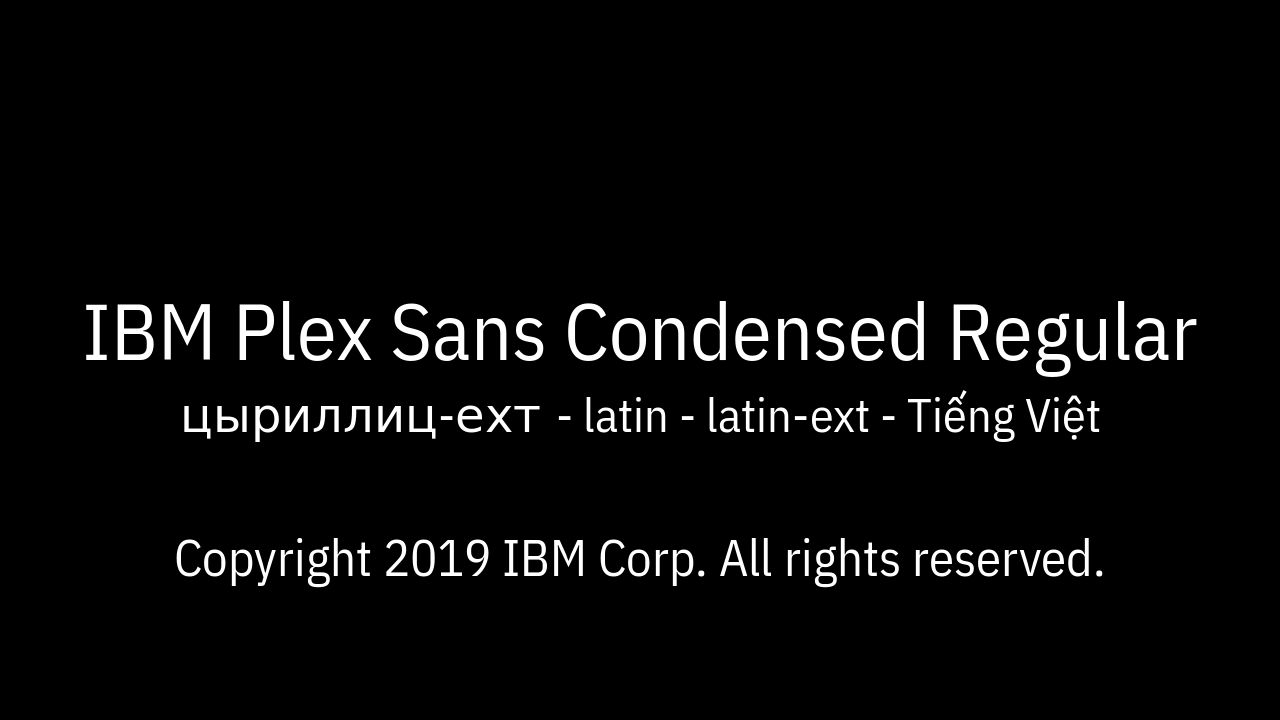 IBM Plex Sans Condensed Regular
цыриллиц-ехт - latin - latin-ext - Tiếng Việt
Copyright 2019 IBM Corp. All rights reserved.